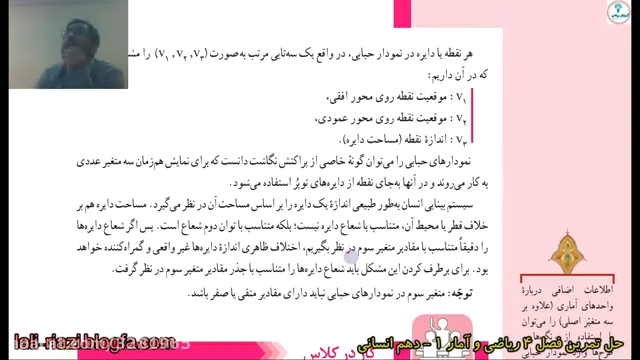 هر نقطه یا دایره در نمودار حبابی، در واقع یک سه‌تایی مرتب به‌صورت (v₁, v₂, v₃) را
که در آن داریم:
v₁ : موقعیت نقطه روی محور افقی،
v₂ : موقعیت نقطه روی محور عمودی،
v₃ : اندازهٔ نقطه (مساحت دایره).
نمودارهای حبابی را می‌توان گونهٔ خاصی از پراکنش نگاشت دانست که برای نمایش هم‌زمان سه متغیر عددی
به کار می‌روند و در آنها به‌جای نقطه از دایره‌های توپُر استفاده می‌شود.
سیستم بینایی انسان به‌طور طبیعی اندازهٔ یک دایره را بر اساس مساحت آن در نظر می‌گیرد. مساحت دایره هم بر
خلاف قطر یا محیط آن، متناسب با شعاع دایره نیست؛ بلکه متناسب با توان دوم شعاع است. پس اگر شعاع دایره‌ها
را دقیقاً متناسب با مقادیر متغیر سوم در نظر بگیریم، اختلاف ظاهری اندازهٔ دایره‌ها غیر واقعی و گمراه‌کننده خواهد
بود. برای برطرف کردن این مشکل باید شعاع دایره‌ها را متناسب با جذر مقادیر متغیر سوم در نظر گرفت.
توجّه: متغیر سوم در نمودارهای حبابی نباید دارای مقادیر منفی یا صفر باشد.
اطلاعات اضافی دربارهٔ
واحدهای آماری (علاوه بر
سه متغیّر اصلی) را می‌توان
کار در کلاس
حل تمرین فصل ۴ ریاضی و آمار ۱ - دهم انسانی